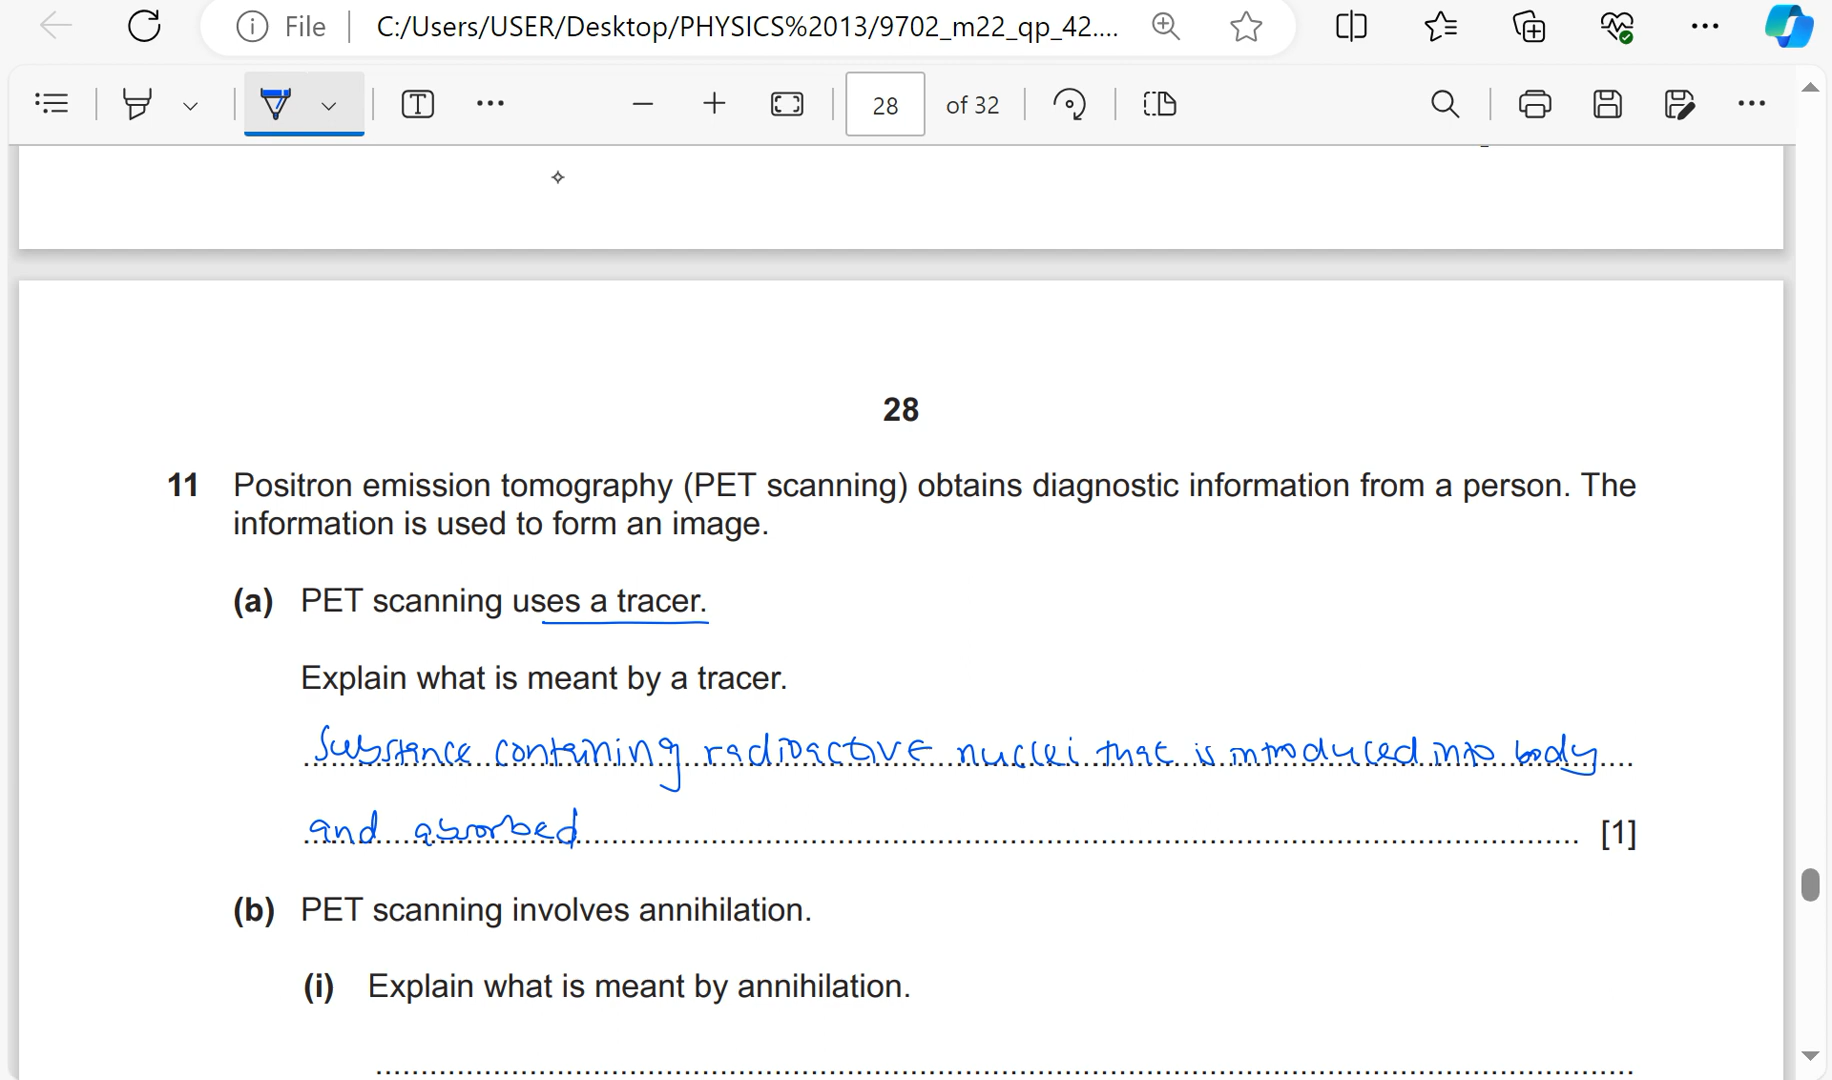 File C:/Users/USER/Desktop/PHYSICS%2013/9702_m22_qp_42....
28 of 32
28
11 Positron emission tomography (PET scanning) obtains diagnostic information from a person. The
information is used to form an image.
(a) PET scanning uses a tracer.
Explain what is meant by a tracer.
Substance containing radioactive nuclei that is introduced into body
and absorbed [1]
(b) PET scanning involves annihilation.
(i) Explain what is meant by annihilation.